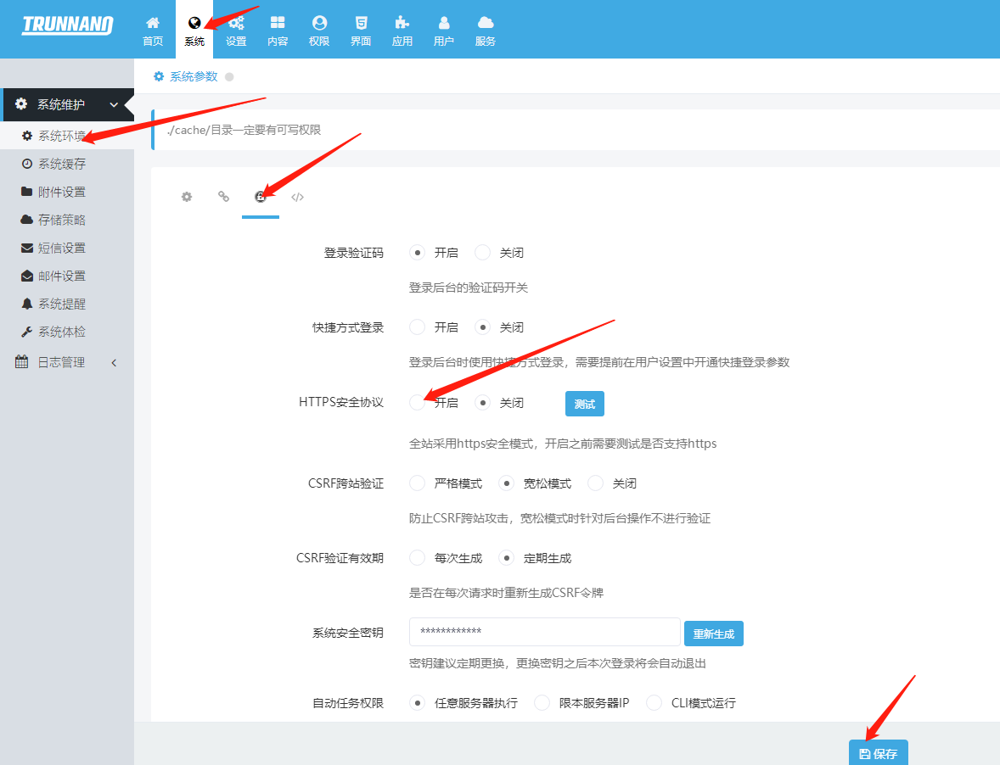 TRUNNANO
首页 系统 设置 内容 权限 界面 应用 用户 服务
系统参数
系统维护
系统环境
系统缓存
附件设置
存储策略
短信设置
邮件设置
系统提醒
系统体检
日志管理
./cache/目录一定要有可写权限
登录验证码 开启 关闭
登录后台的验证码开关
快捷方式登录 开启 关闭
登录后台时使用快捷方式登录，需要提前在用户设置中开通快捷登录参数
HTTPS安全协议 开启 关闭 测试
全站采用https安全模式，开启之前需要测试是否支持https
CSRF跨站验证 严格模式 宽松模式 关闭
防止CSRF跨站攻击，宽松模式时针对后台操作不进行验证
CSRF验证有效期 每次生成 定期生成
是否在每次请求时重新生成CSRF令牌
系统安全密钥 ************ 重新生成
密钥建议定期更换，更换密钥之后本次登录将会自动退出
自动任务权限 任意服务器执行 限本服务器IP CLI模式运行
保存